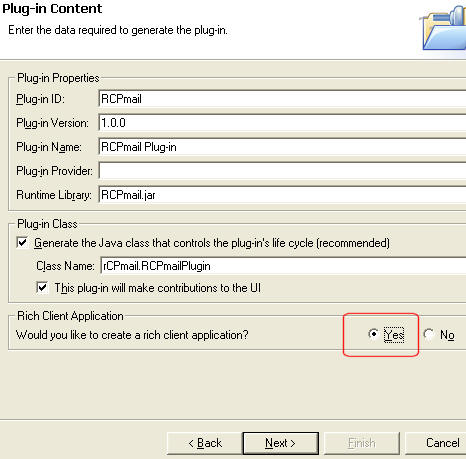 Plug-in Content
Enter the data required to generate the plug-in.
Plug-in Properties
Plug-in ID: RCPmail
Plug-in Version: 1.0.0
Plug-in Name: RCPmail Plug-in
Plug-in Provider:
Runtime Library: RCPmail.jar
Plug-in Class
Generate the Java class that controls the plug-in's life cycle (recommended)
Class Name: rCPmail.RCPmailPlugin
This plug-in will make contributions to the UI
Rich Client Application
Would you like to create a rich client application? Yes No
< Back Next > Finish Cancel